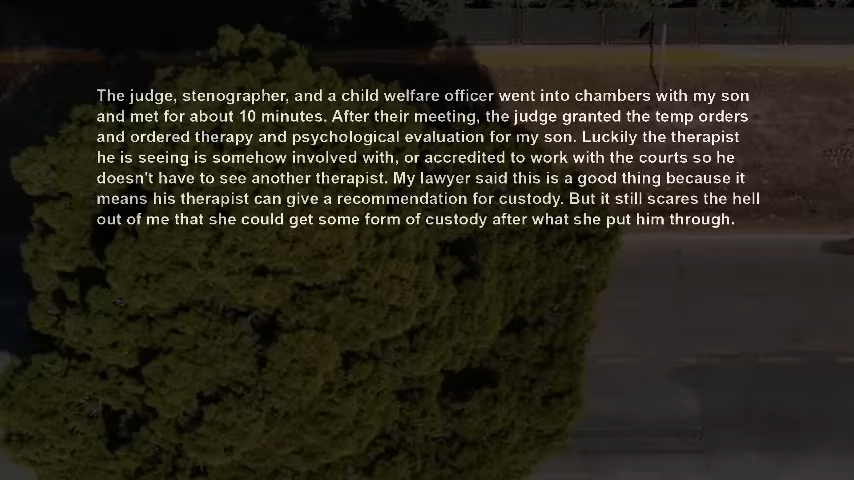 The judge, stenographer, and a child welfare officer went into chambers with my son
and met for about 10 minutes. After their meeting, the judge granted the temp orders
and ordered therapy and psychological evaluation for my son. Luckily the therapist
he is seeing is somehow involved with, or accredited to work with the courts so he
doesn't have to see another therapist. My lawyer said this is a good thing because it
means his therapist can give a recommendation for custody. But it still scares the hell
out of me that she could get some form of custody after what she put him through.